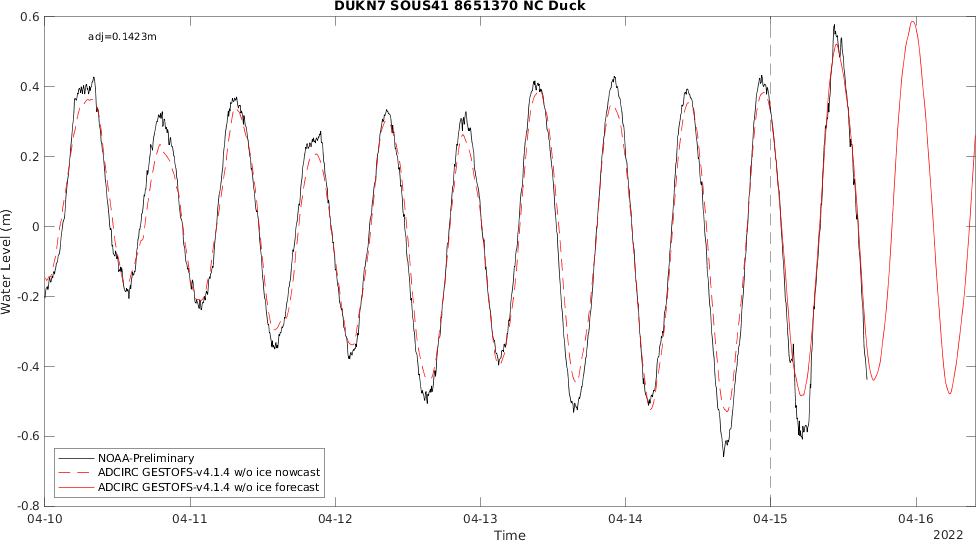 DUKN7 SOUS41 8651370 NC Duck
adj=0.1423m
0.6
0.4
0.2
0
-0.2
-0.4
-0.6
-0.8
Water Level (m)
NOAA-Preliminary
ADCIRC GESTOFS-v4.1.4 w/o ice nowcast
ADCIRC GESTOFS-v4.1.4 w/o ice forecast
04-10 04-11 04-12 04-13 04-14 04-15 04-16
Time
2022